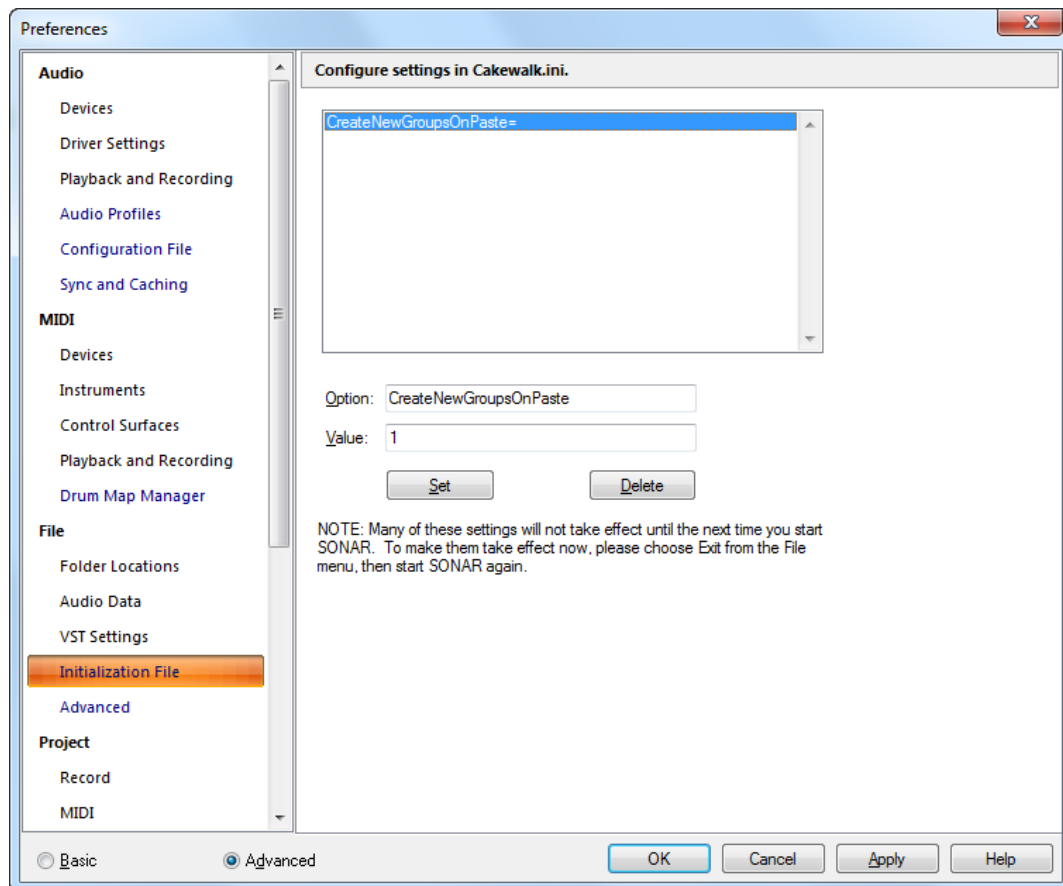 Preferences
Audio
Devices
Driver Settings
Playback and Recording
Audio Profiles
Configuration File
Sync and Caching
MIDI
Devices
Instruments
Control Surfaces
Playback and Recording
Drum Map Manager
File
Folder Locations
Audio Data
VST Settings
Initialization File
Advanced
Project
Record
MIDI
Configure settings in Cakewalk.ini.
CreateNewGroupsOnPaste=
Option: CreateNewGroupsOnPaste
Value: 1
Set Delete
NOTE: Many of these settings will not take effect until the next time you start
SONAR. To make them take effect now, please choose Exit from the File
menu, then start SONAR again.
Basic Advanced OK Cancel Apply Help